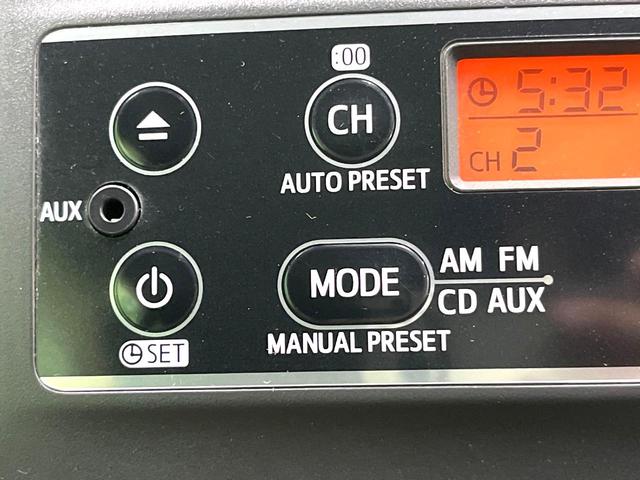 :00
CH
AUTO PRESET
5:32
CH 2
AUX
MODE
AM FM
CD AUX
SET
MANUAL PRESET